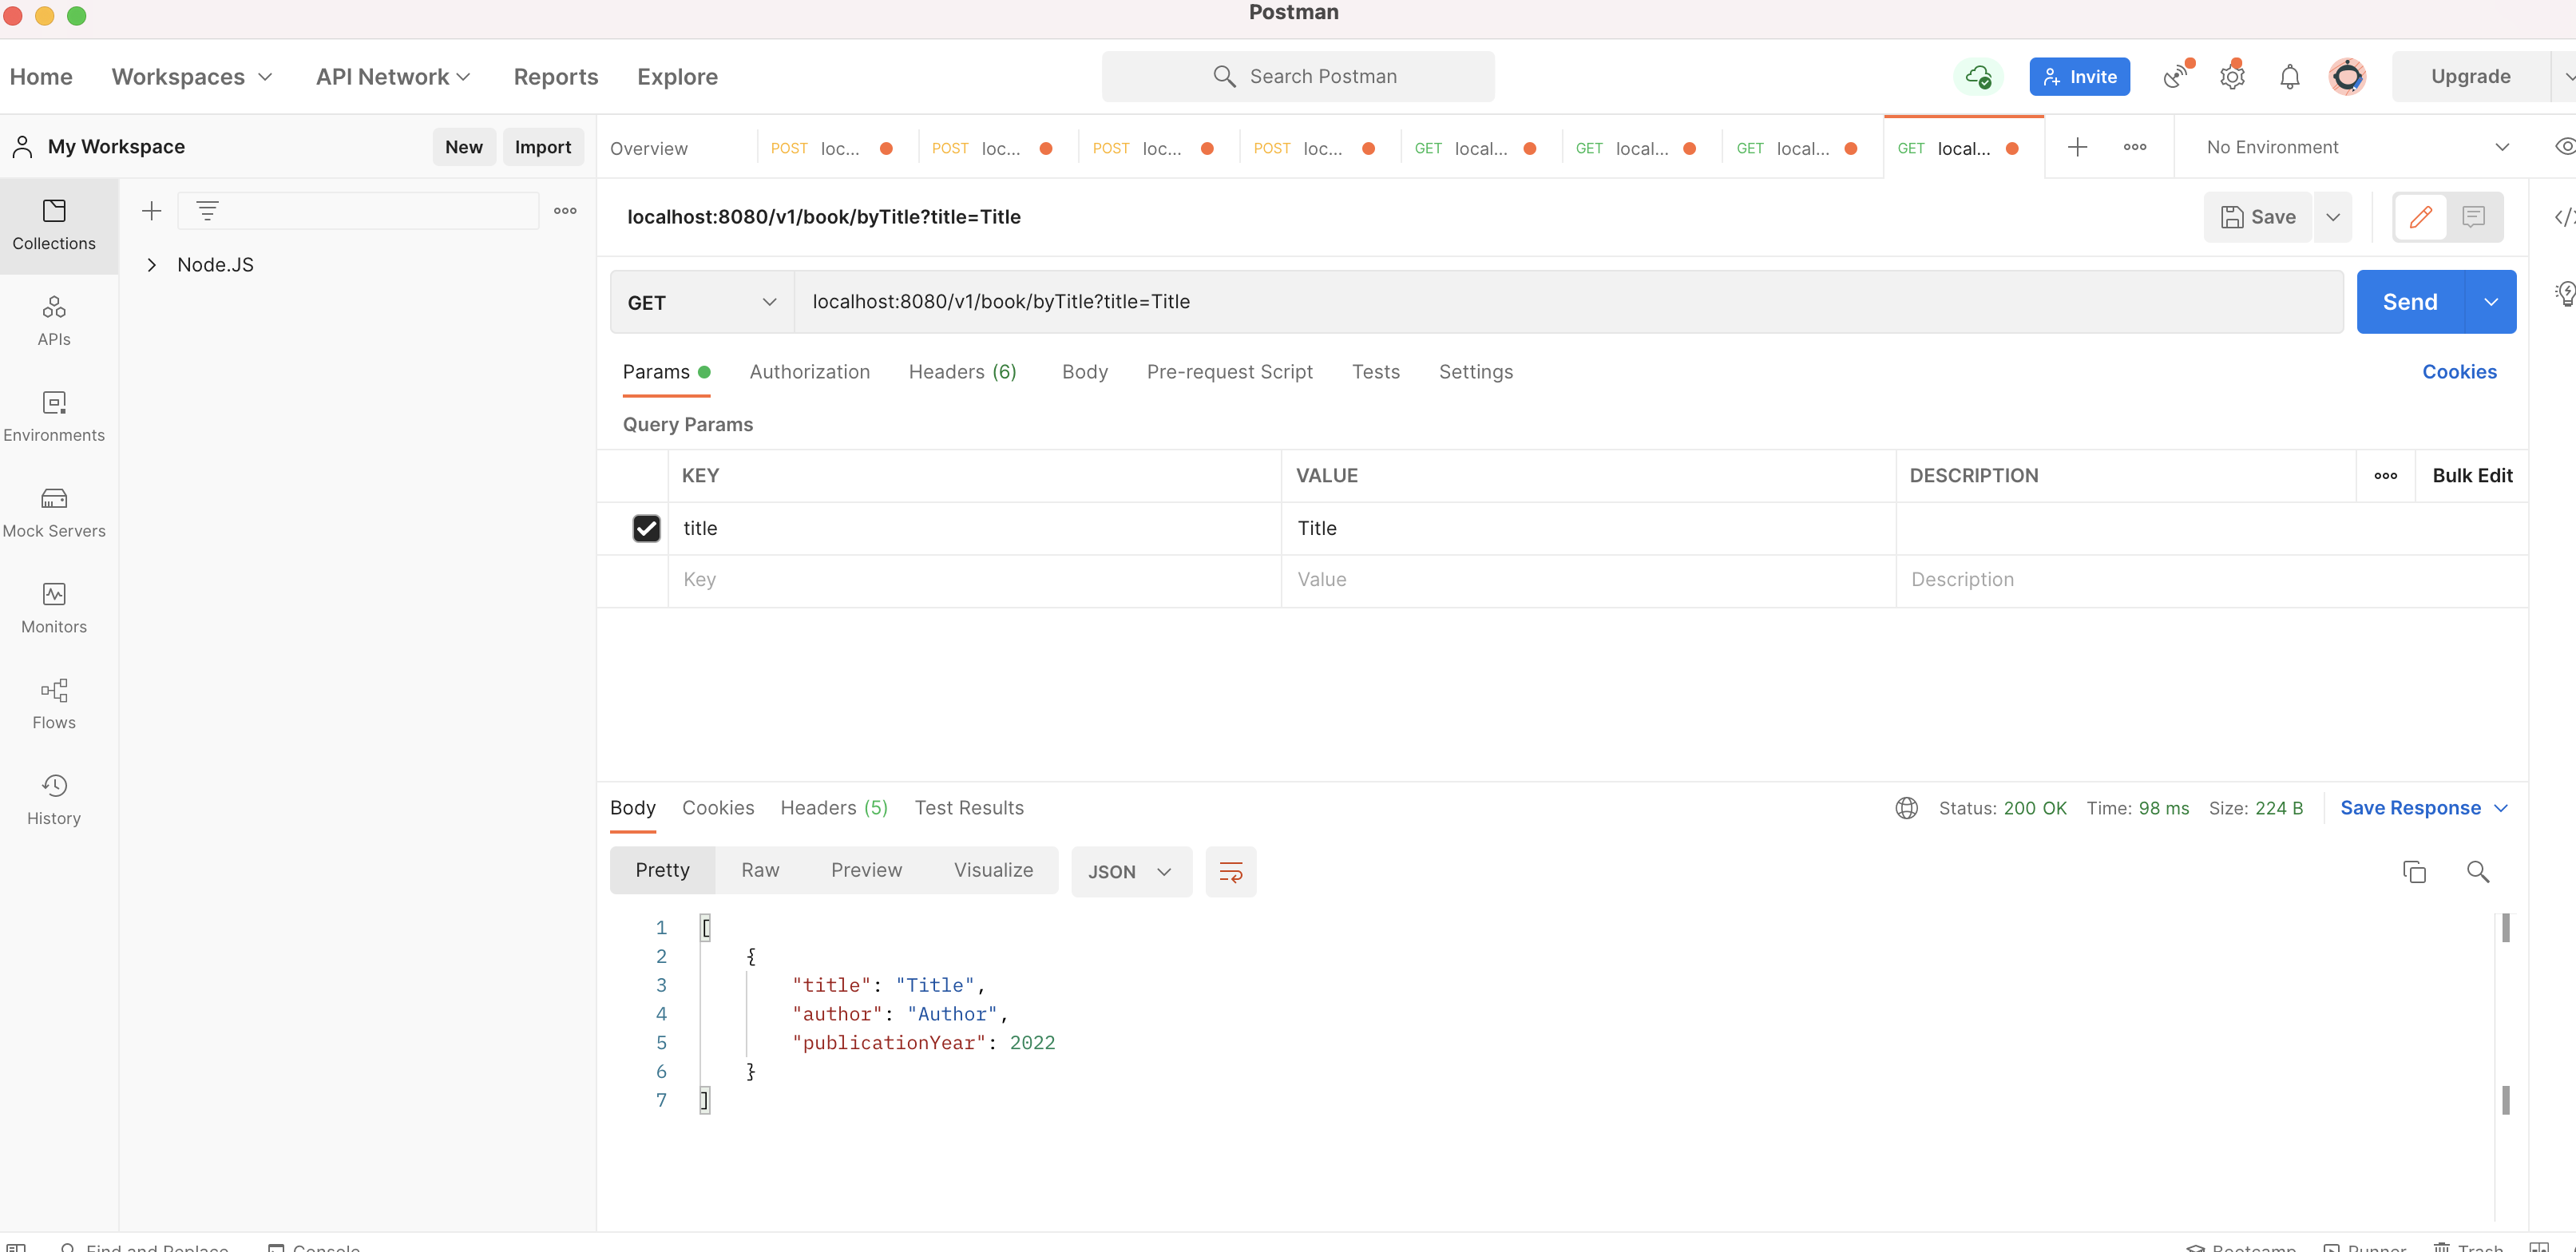 Postman
Home Workspaces API Network Reports Explore Search Postman Invite Upgrade
My Workspace New Import Overview POST loc... POST loc... POST loc... POST loc... GET local... GET local... GET local... GET local... No Environment
Collections
Node.JS
APIs
Environments
Mock Servers
Monitors
Flows
History
localhost:8080/v1/book/byTitle?title=Title Save
GET localhost:8080/v1/book/byTitle?title=Title Send
Params Authorization Headers (6) Body Pre-request Script Tests Settings Cookies
Query Params
KEY VALUE DESCRIPTION Bulk Edit
title Title
Key Value Description
Body Cookies Headers (5) Test Results Status: 200 OK Time: 98 ms Size: 224 B Save Response
Pretty Raw Preview Visualize JSON
1 [
2 {
3 "title": "Title",
4 "author": "Author",
5 "publicationYear": 2022
6 }
7 ]
Find and Replace Console Bootcamp Runner Trash